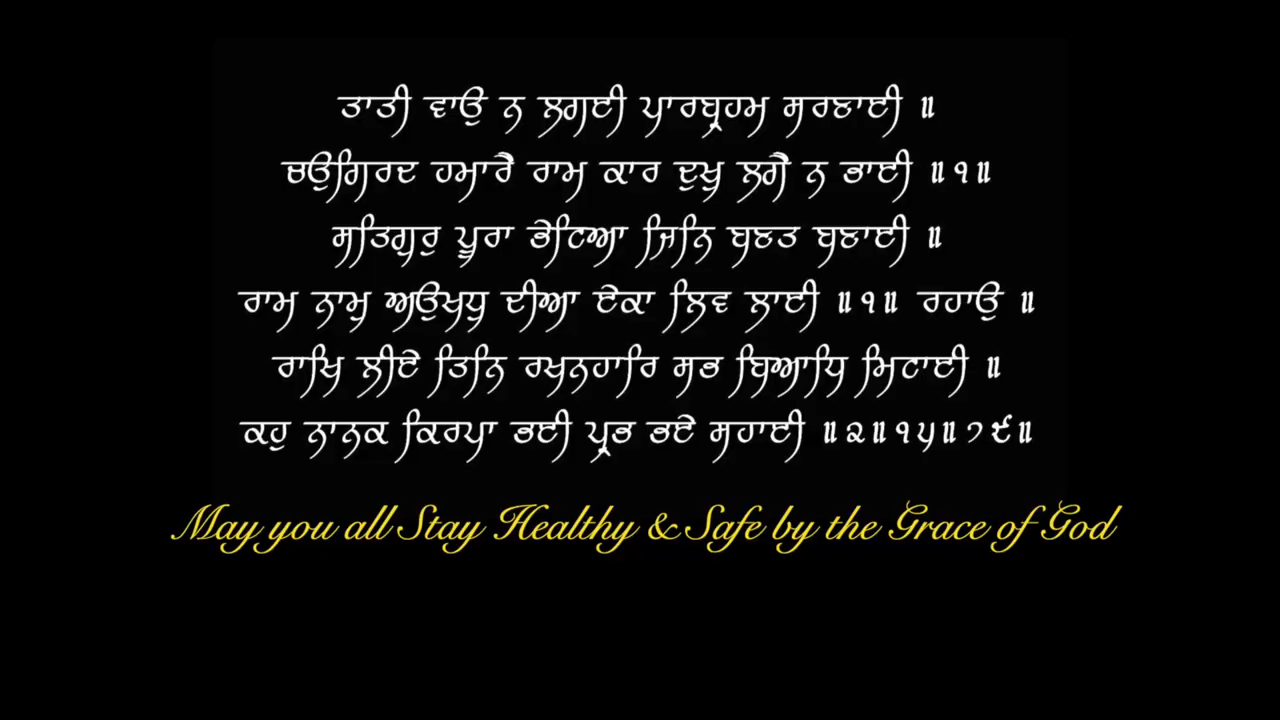 ਤਾਤੀ ਵਾਉ ਨ ਲਗਈ ਪਾਰਬ੍ਰਹਮ ਸਰਣਾਈ ॥
ਚਉਗਿਰਦ ਹਮਾਰੈ ਰਾਮ ਕਾਰ ਦੁਖੁ ਲਗੈ ਨ ਭਾਈ ॥੧॥
ਸਤਿਗੁਰੁ ਪੂਰਾ ਭੇਟਿਆ ਜਿਨਿ ਬਣਤ ਬਣਾਈ ॥
ਰਾਮ ਨਾਮੁ ਅਉਖਧੁ ਦੀਆ ਏਕਾ ਲਿਵ ਲਾਈ ॥੧॥ ਰਹਾਉ ॥
ਰਾਖਿ ਲੀਏ ਤਿਨਿ ਰਖਨਹਾਰਿ ਸਭ ਬਿਆਧਿ ਮਿਟਾਈ ॥
ਕਹੁ ਨਾਨਕ ਕਿਰਪਾ ਭਈ ਪ੍ਰਭ ਭਏ ਸਹਾਈ ॥੨॥੧੫॥੭੯॥
May you all Stay Healthy & Safe by the Grace of God